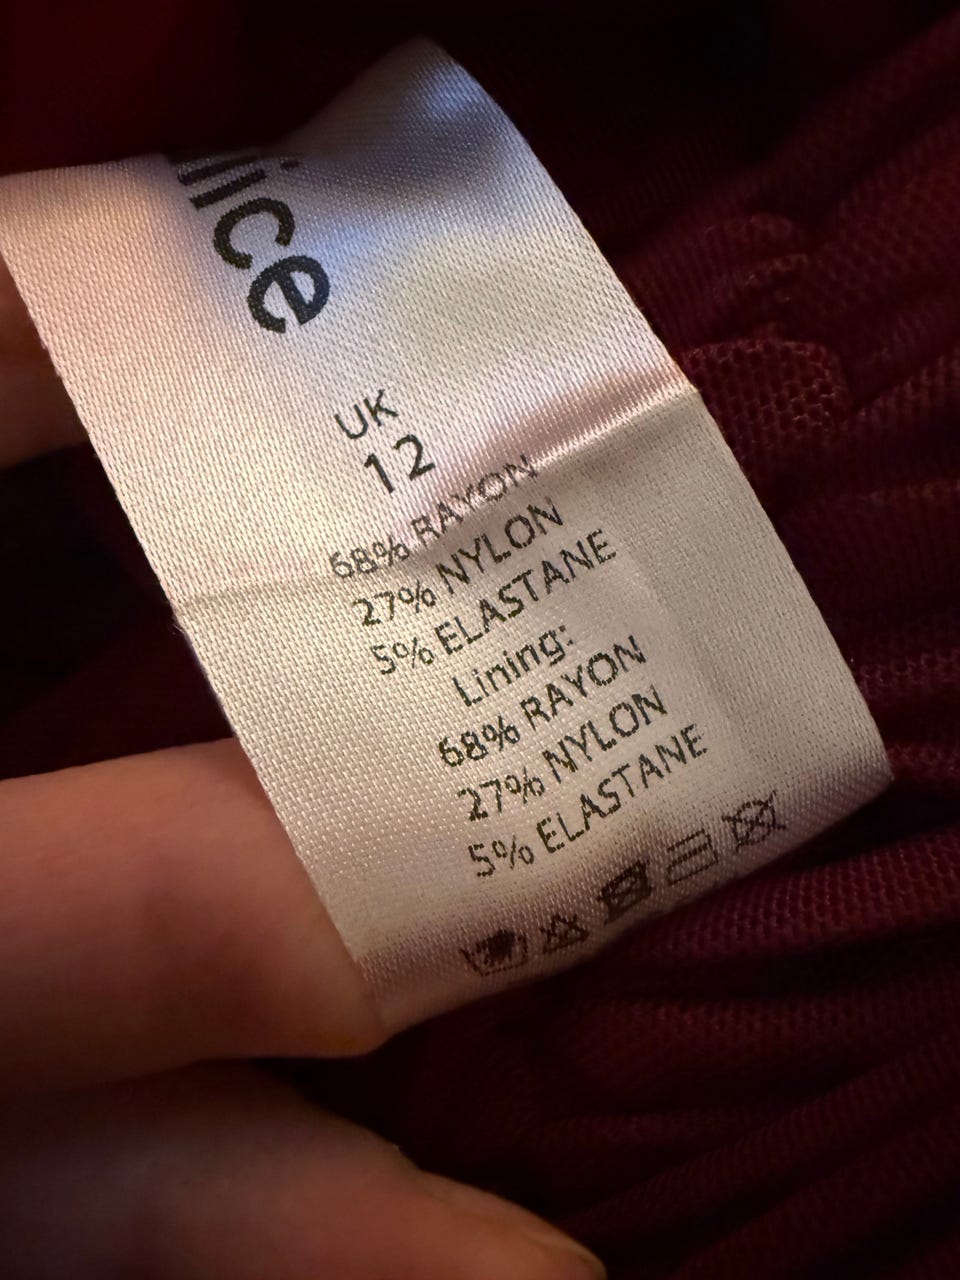 UK
12
68% RAYON
27% NYLON
5% ELASTANE
Lining:
68% RAYON
27% NYLON
5% ELASTANE